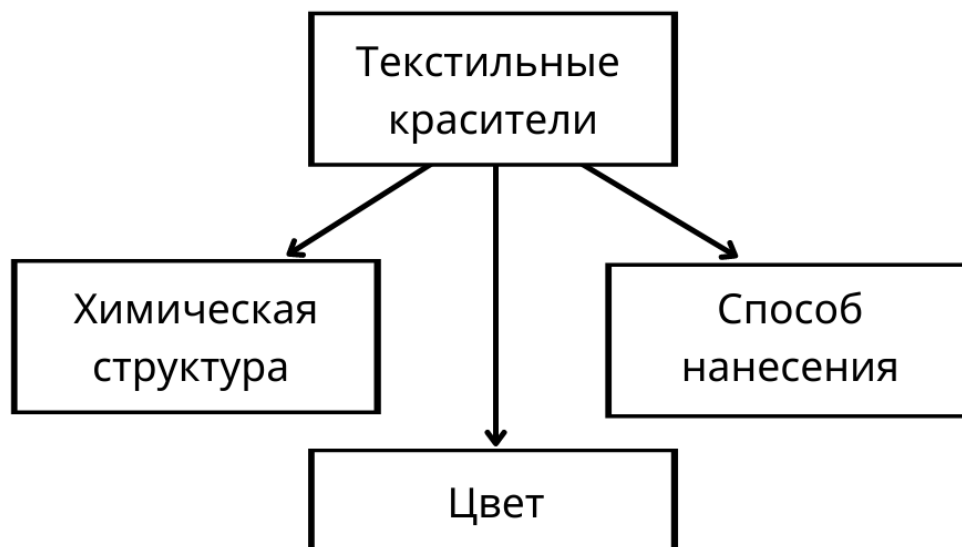 Текстильные
красители
Химическая
структура
Способ
нанесения
Цвет